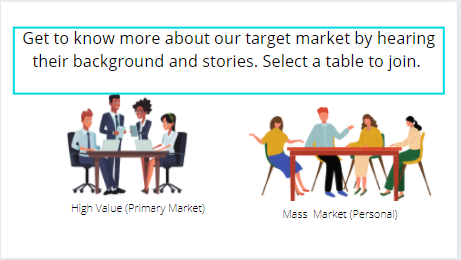 Get to know more about our target market by hearing
their background and stories. Select a table to join.
High Value (Primary Market)
Mass  Market (Personal)